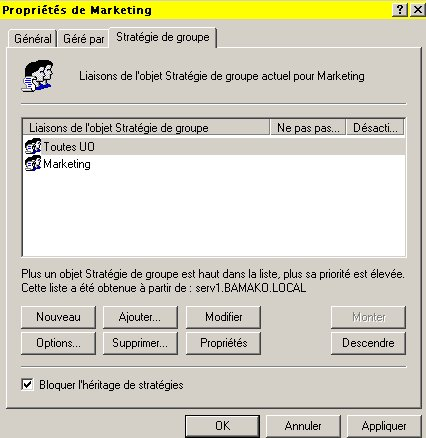 Propriétés de Marketing
Général Géré par Stratégie de groupe
Liaisons de l'objet Stratégie de groupe actuel pour Marketing
Liaisons de l'objet Stratégie de groupe Ne pas pas... Désacti...
Toutes UO
Marketing
Plus un objet Stratégie de groupe est haut dans la liste, plus sa priorité est élevée.
Cette liste a été obtenue à partir de : serv1.BAMAKO.LOCAL
Nouveau Ajouter... Modifier Monter
Options... Supprimer... Propriétés Descendre
Bloquer l'héritage de stratégies
OK Annuler Appliquer